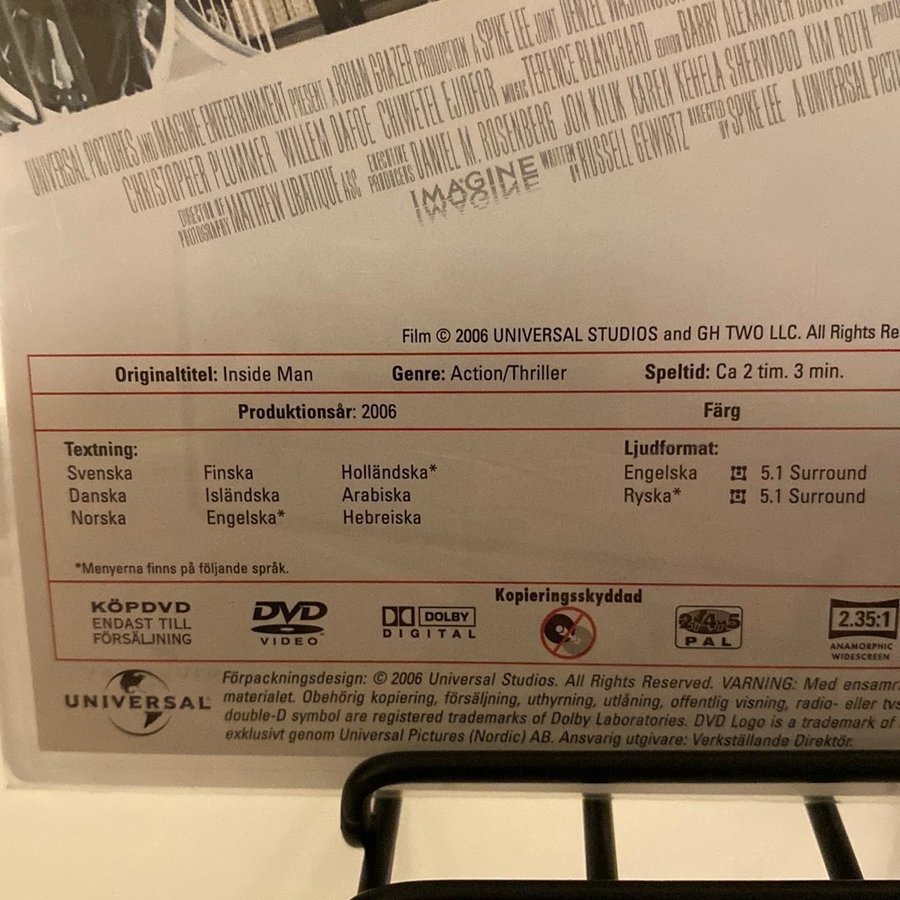 UNIVERSAL PICTURES AND IMAGINE ENTERTAINMENT PRESENT A BRIAN GRAZER PRODUCTION A SPIKE LEE JOINT DENZEL WASHINGTON
CHRISTOPHER PLUMMER WILLEM DAFOE CHIWETEL EJIOFOR MUSIC TERENCE BLANCHARD EDITOR BARRY ALEXANDER BROWN
DIRECTOR OF PHOTOGRAPHY MATTHEW LIBATIQUE ASC EXECUTIVE PRODUCERS DANIEL M. ROSENBERG JON KILIK KAREN KEHELA SHERWOOD KIM ROTH
IMAGINE WRITTEN BY RUSSELL GEWIRTZ DIRECTED BY SPIKE LEE A UNIVERSAL
Film © 2006 UNIVERSAL STUDIOS and GH TWO LLC. All Rights
Originaltitel: Inside Man Genre: Action/Thriller Speltid: Ca 2 tim. 3 min.
Produktionsår: 2006 Färg
Textning: Ljudformat:
Svenska Finska Holländska* Engelska 5.1 Surround
Danska Isländska Arabiska Ryska* 5.1 Surround
Norska Engelska* Hebreiska
*Menyerna finns på följande språk.
KÖPDVD
ENDAST TILL
FÖRSÄLJNING
DVD
VIDEO
DOLBY
DIGITAL
Kopieringsskyddad
2 4 5
PAL
2.35:1
ANAMORPHIC
WIDESCREEN
UNIVERSAL
Förpackningsdesign: © 2006 Universal Studios. All Rights Reserved. VARNING: Med
materialet. Obehörig kopiering, försäljning, uthyrning, utlåning, offentlig visning, radio- eller
double-D symbol are registered trademarks of Dolby Laboratories. DVD Logo is a trademark of
exklusivt genom Universal Pictures (Nordic) AB. Ansvarig utgivare: Verkställande Direktör.